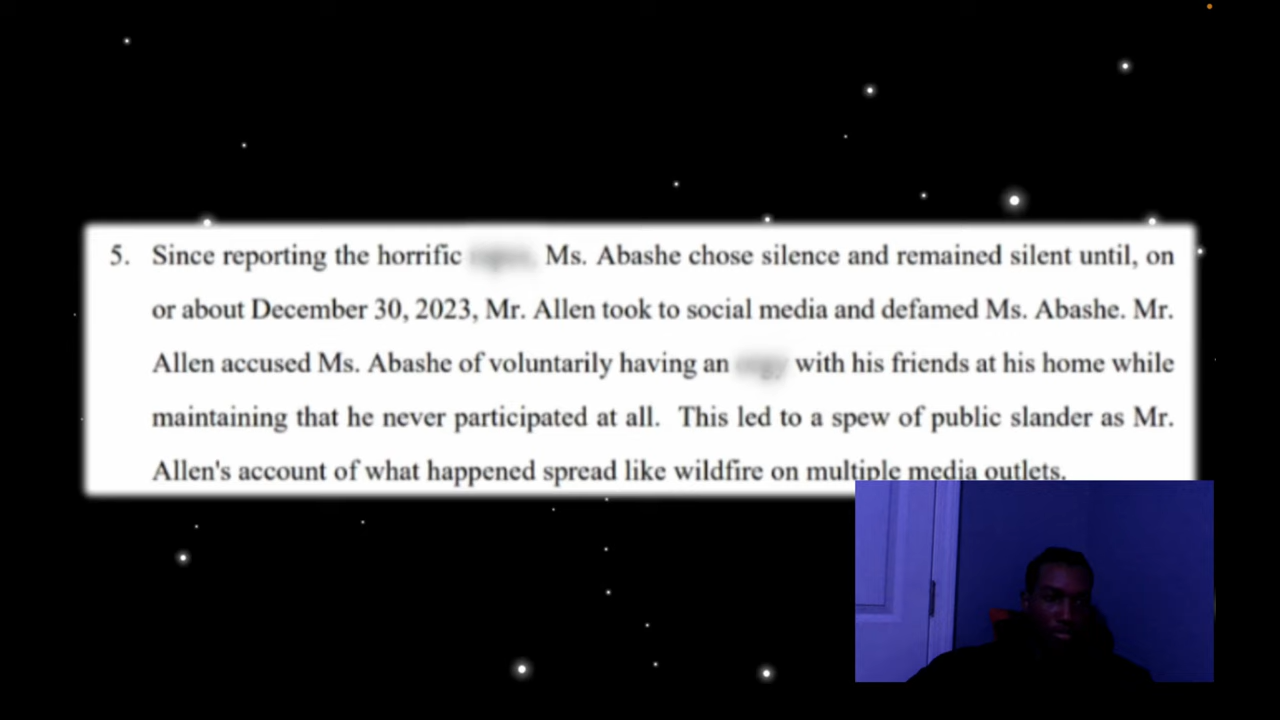 5. Since reporting the horrific Ms. Abashe chose silence and remained silent until, on
or about December 30, 2023, Mr. Allen took to social media and defamed Ms. Abashe. Mr.
Allen accused Ms. Abashe of voluntarily having an with his friends at his home while
maintaining that he never participated at all. This led to a spew of public slander as Mr.
Allen's account of what happened spread like wildfire on multiple media outlets.